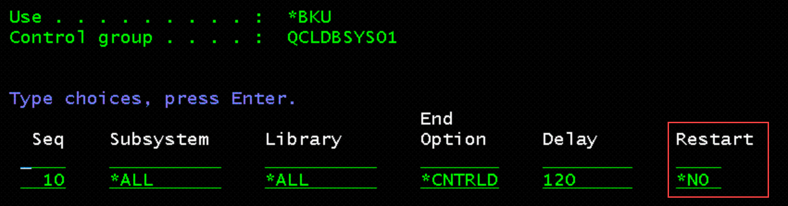 Use . . . . . . . . . :   *BKU
Control group . . . . :   QCLDBSYS01
Type choices, press Enter.
End
Seq   Subsystem   Library   Option   Delay   Restart
10   *ALL   *ALL   *CNTRLD   120   *NO